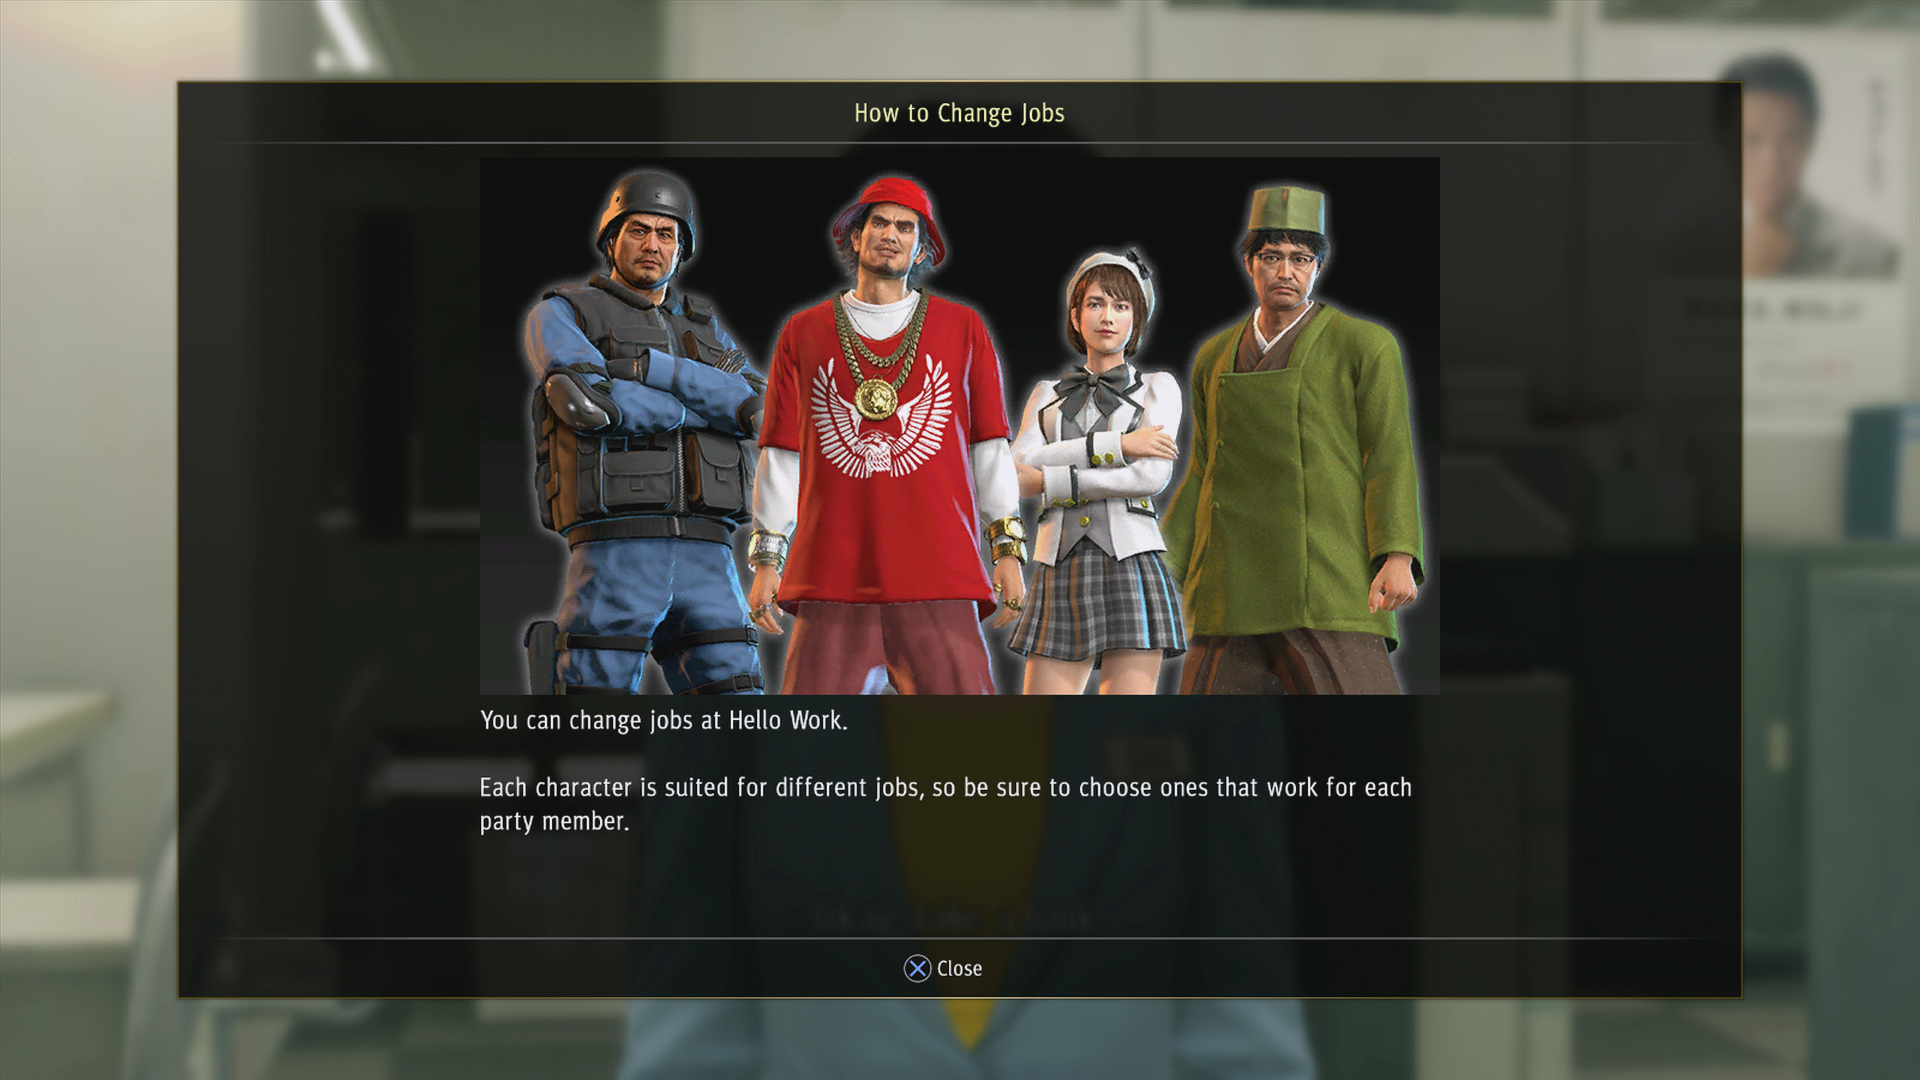 How to Change Jobs
You can change jobs at Hello Work.
Each character is suited for different jobs, so be sure to choose ones that work for each
party member.
Close